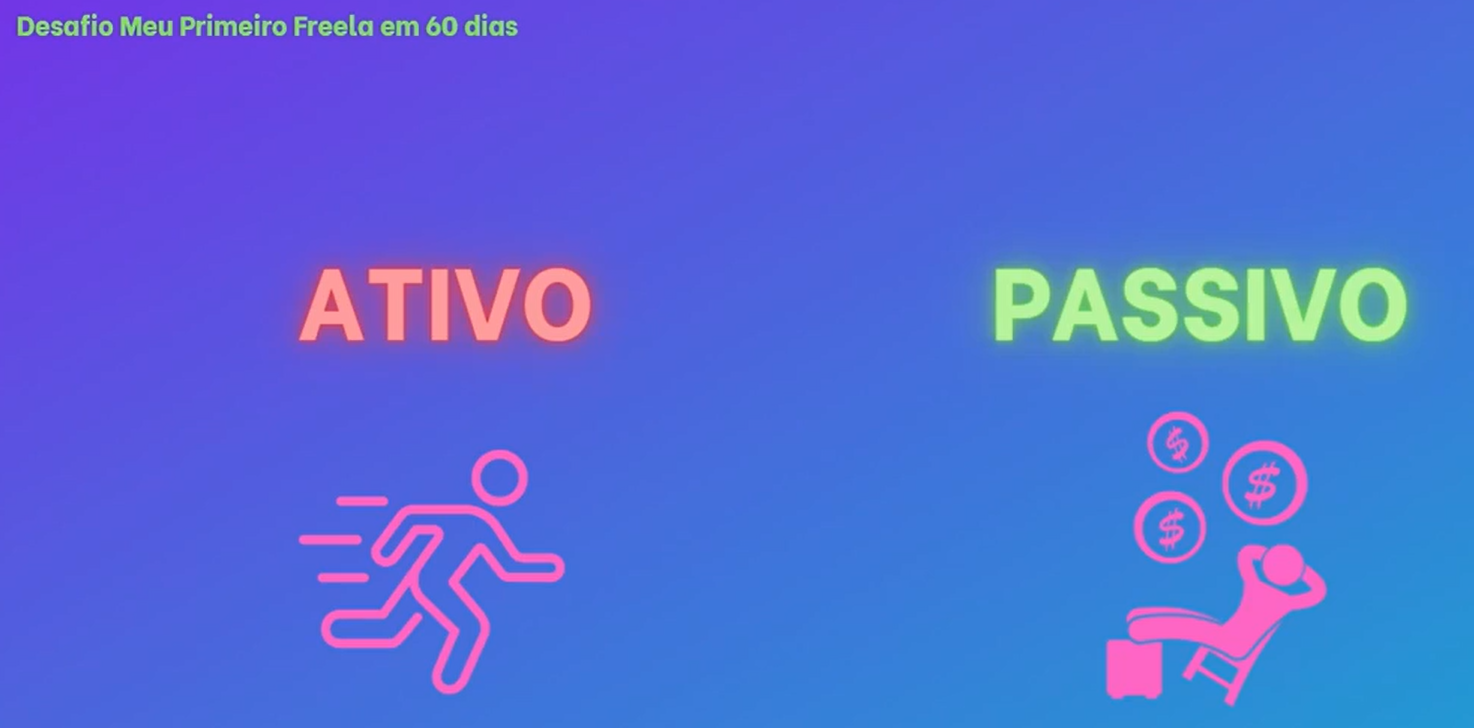 Desafio Meu Primeiro Freela em 60 dias
ATIVO
PASSIVO
$
$
$